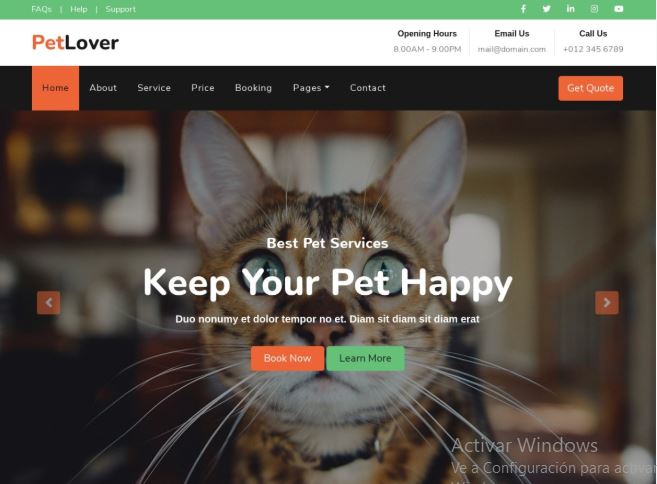 FAQs | Help | Support
PetLover
Opening Hours
8.00AM - 9.00PM
Email Us
mail@domain.com
Call Us
+012 345 6789
Home About Service Price Booking Pages Contact
Get Quote
Best Pet Services
Keep Your Pet Happy
Duo nonumy et dolor tempor no et. Diam sit diam sit diam erat
Book Now Learn More
Activar Windows
Ve a Configuración para activar